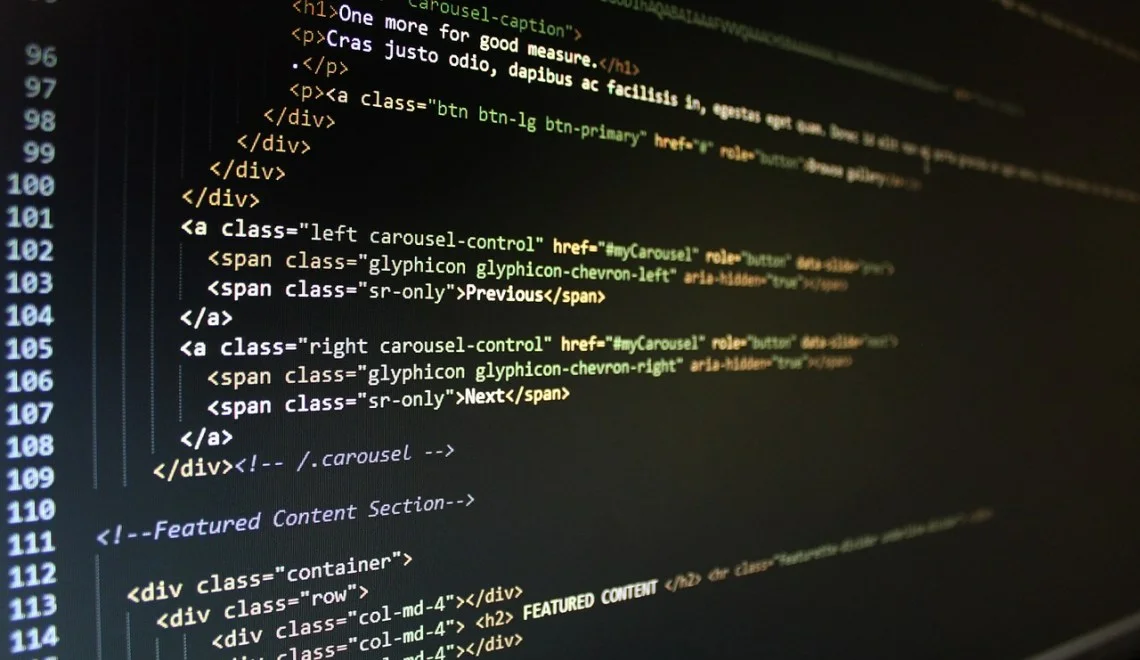 carousel-caption">
<h1>One more for good measure.</h1>
<p>Cras justo odio, dapibus ac facilisis in, egestas eget quam. Donec id elit non
.</p>
96 <p><a class="btn btn-lg btn-primary" href="#" role="button">Browse gallery
97 </div>
98 </div>
99 </div>
100 </div>
101 <a class="left carousel-control" href="#myCarousel" role="button" data-slide="prev">
102 <span class="glyphicon glyphicon-chevron-left" aria-hidden="true"></span>
103 <span class="sr-only">Previous</span>
104 </a>
105 <a class="right carousel-control" href="#myCarousel" role="button" data-slide="next">
106 <span class="glyphicon glyphicon-chevron-right" aria-hidden="true"></span>
107 <span class="sr-only">Next</span>
108 </a>
109 </div><!-- /.carousel -->
110
111 <!--Featured Content Section-->
112
113 <div class="container">
114 <div class="row">
<div class="col-md-4"></div>
<div class="col-md-4"> <h2> FEATURED CONTENT </h2> <hr class="featurette-divider
class="col-md-4"></div>